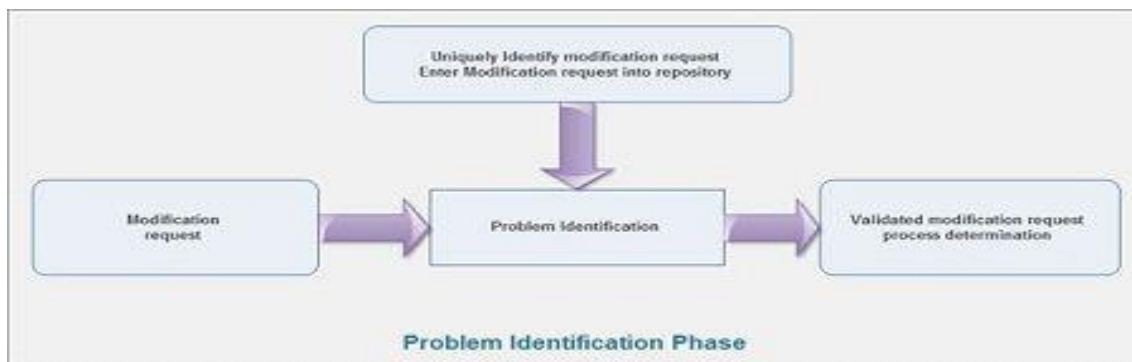 Uniquely Identify modification request
Enter Modification request into repository
Modification
request
Problem Identification
Validated modification request
process determination
Problem Identification Phase